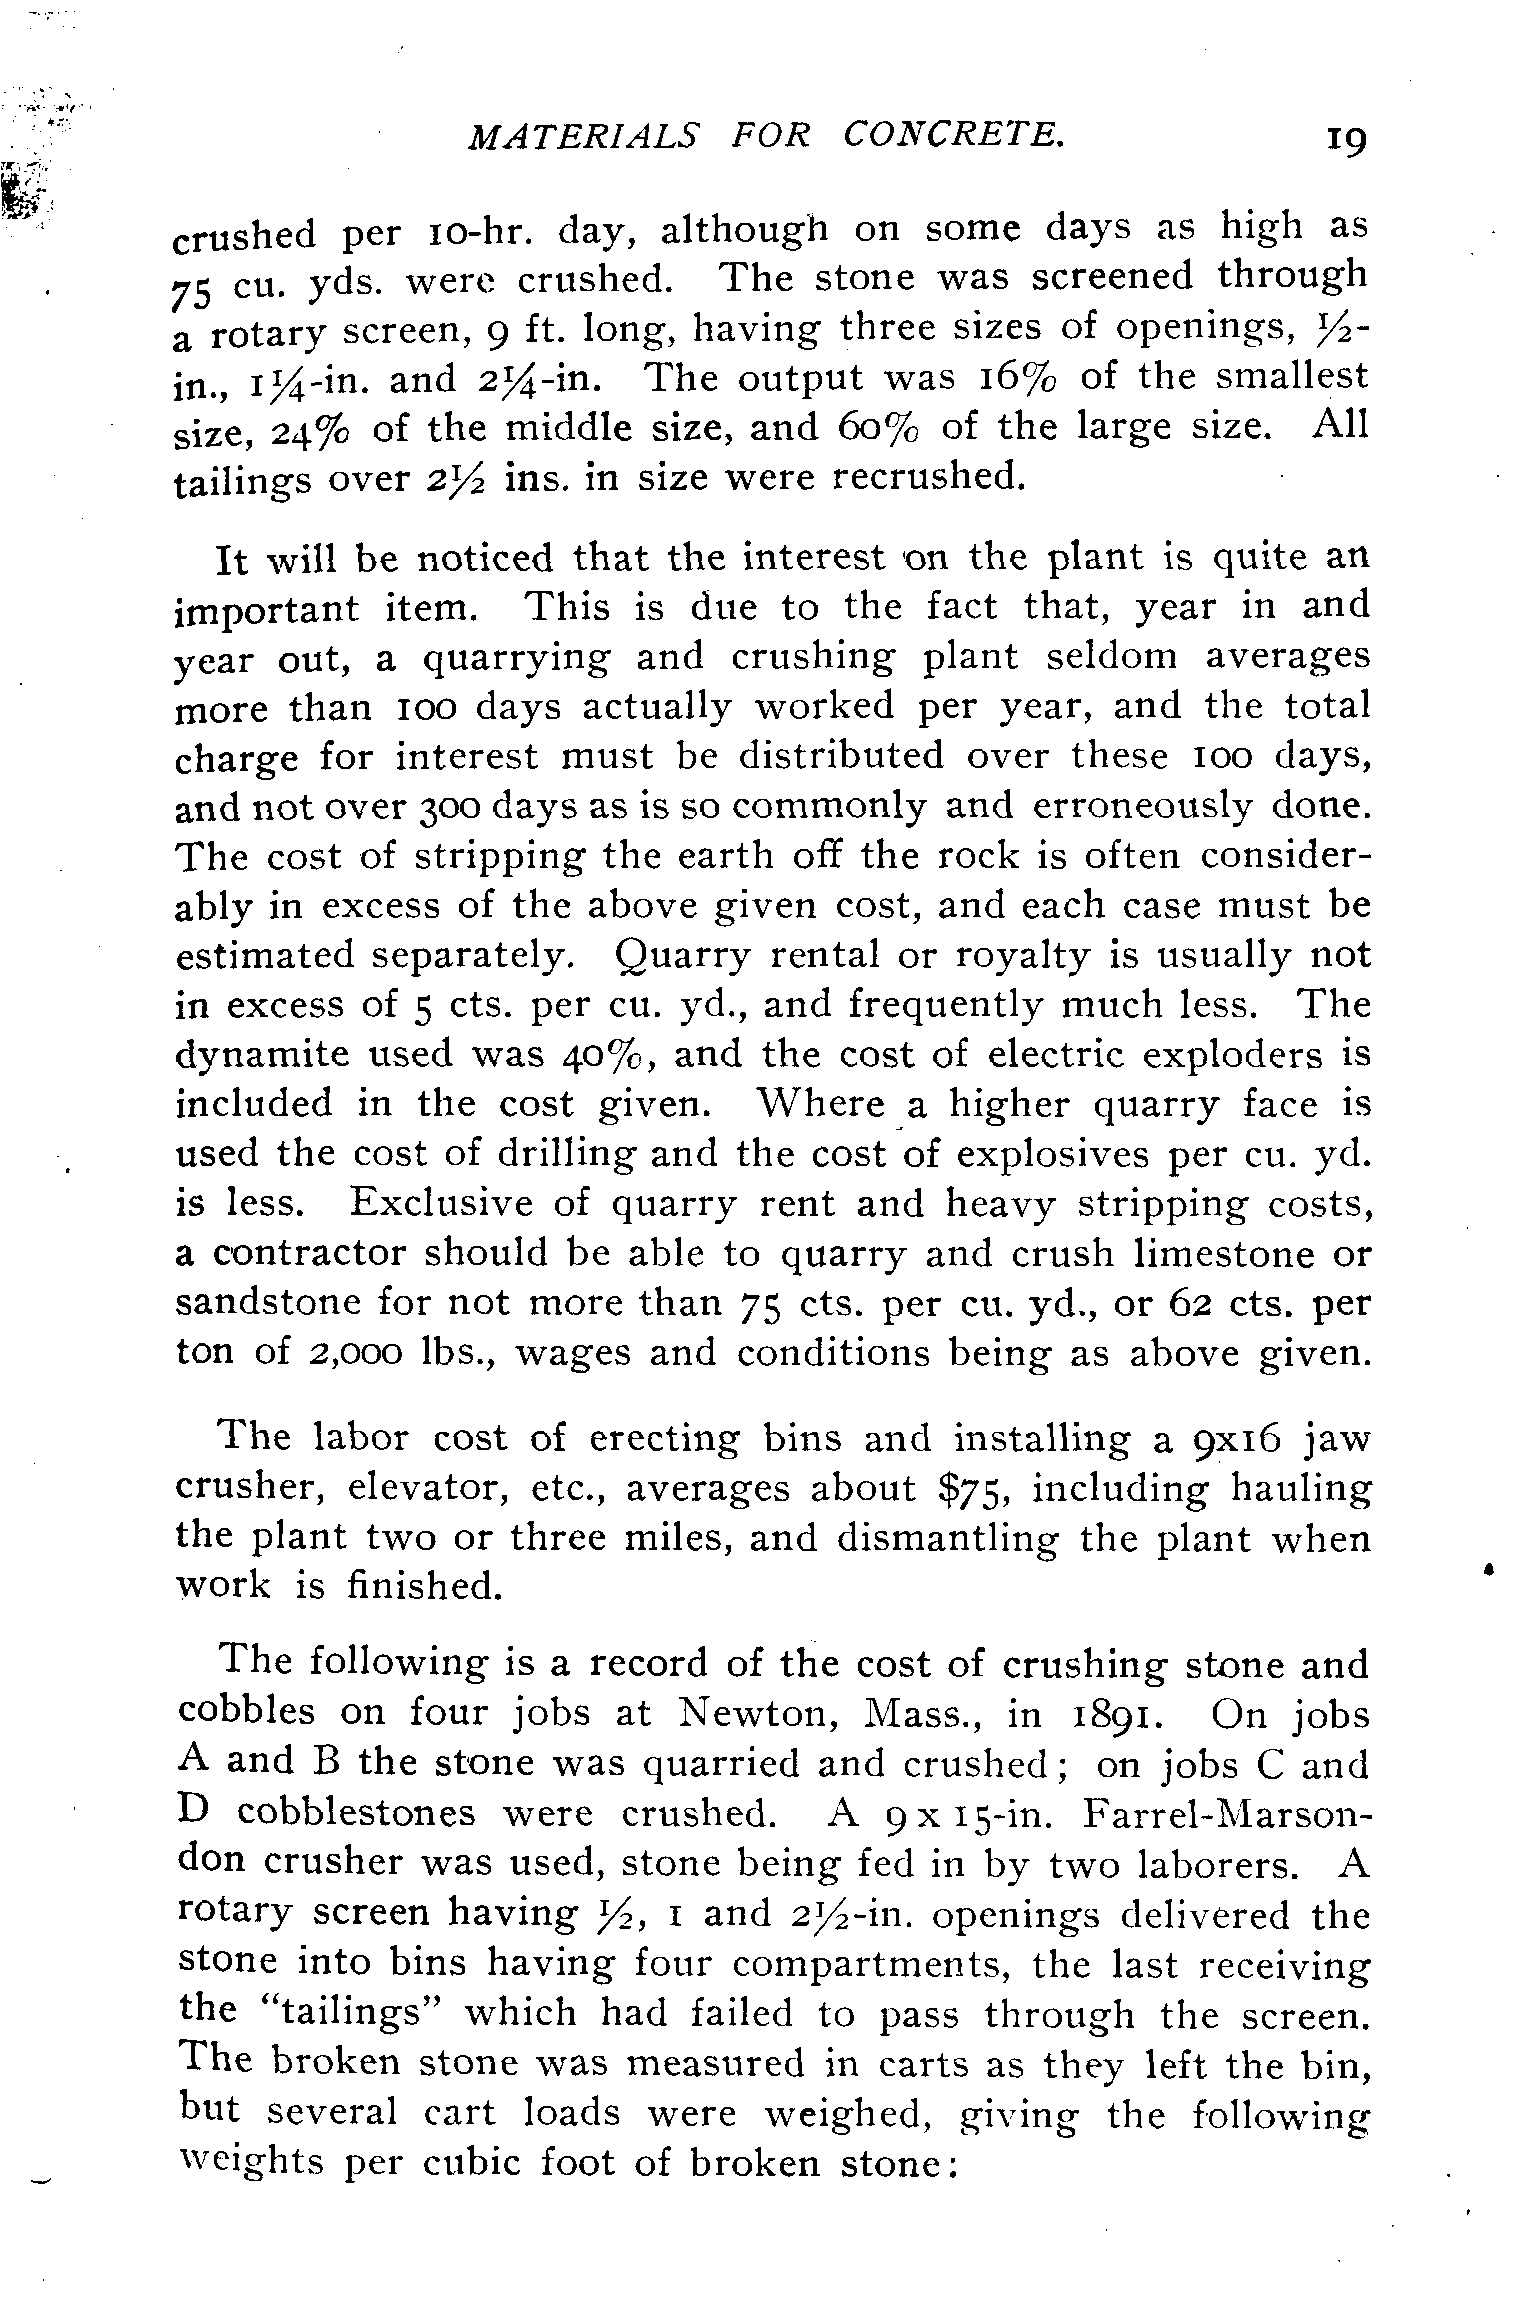 MATERIALS FOR CONCRETE. 19
crushed per 10-hr. day, although on some days as high as
75 cu. yds. were crushed. The stone was screened through
a rotary screen, 9 ft. long, having three sizes of openings, ½-
in., 1¼-in. and 2¼-in. The output was 16% of the smallest
size, 24% of the middle size, and 60% of the large size. All
tailings over 2½ ins. in size were recrushed.
It will be noticed that the interest on the plant is quite an
important item. This is due to the fact that, year in and
year out, a quarrying and crushing plant seldom averages
more than 100 days actually worked per year, and the total
charge for interest must be distributed over these 100 days,
and not over 300 days as is so commonly and erroneously done.
The cost of stripping the earth off the rock is often consider-
ably in excess of the above given cost, and each case must be
estimated separately. Quarry rental or royalty is usually not
in excess of 5 cts. per cu. yd., and frequently much less. The
dynamite used was 40%, and the cost of electric exploders is
included in the cost given. Where a higher quarry face is
used the cost of drilling and the cost of explosives per cu. yd.
is less. Exclusive of quarry rent and heavy stripping costs,
a contractor should be able to quarry and crush limestone or
sandstone for not more than 75 cts. per cu. yd., or 62 cts. per
ton of 2,000 lbs., wages and conditions being as above given.
The labor cost of erecting bins and installing a 9x16 jaw
crusher, elevator, etc., averages about $75, including hauling
the plant two or three miles, and dismantling the plant when
work is finished.
The following is a record of the cost of crushing stone and
cobbles on four jobs at Newton, Mass., in 1891. On jobs
A and B the stone was quarried and crushed; on jobs C and
D cobblestones were crushed. A 9 x 15-in. Farrel-Marson-
don crusher was used, stone being fed in by two laborers. A
rotary screen having ½, 1 and 2½-in. openings delivered the
stone into bins having four compartments, the last receiving
the "tailings" which had failed to pass through the screen.
The broken stone was measured in carts as they left the bin,
but several cart loads were weighed, giving the following
weights per cubic foot of broken stone: